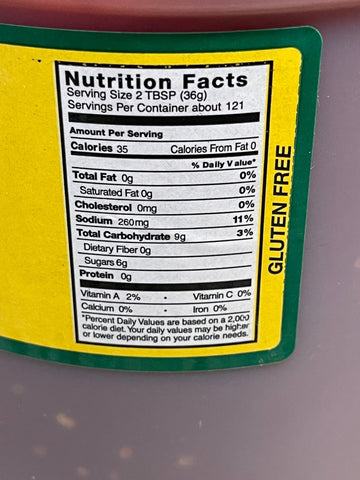 Nutrition Facts
Serving Size 2 TBSP (36g)
Servings Per Container about 121
Amount Per Serving
Calories 35 Calories From Fat 0
% Daily Value*
Total Fat 0g 0%
Saturated Fat 0g 0%
Cholesterol 0mg 0%
Sodium 260mg 11%
Total Carbohydrate 9g 3%
Dietary Fiber 0g
Sugars 6g
Protein 0g
Vitamin A 2% • Vitamin C 0%
Calcium 0% • Iron 0%
*Percent Daily Values are based on a 2,000
calorie diet. Your daily values may be higher
or lower depending on your calorie needs.
GLUTEN FREE